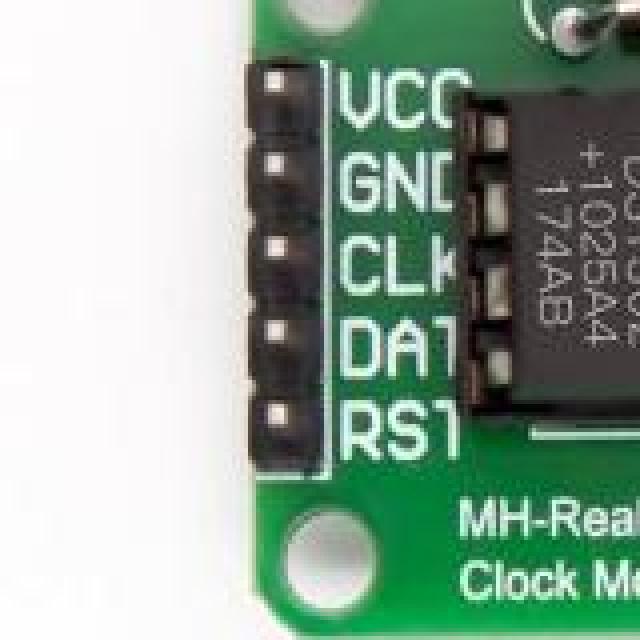 VCC
GND
CLK
DAT
RST
+1025A4
174AB
MH-Real
Clock